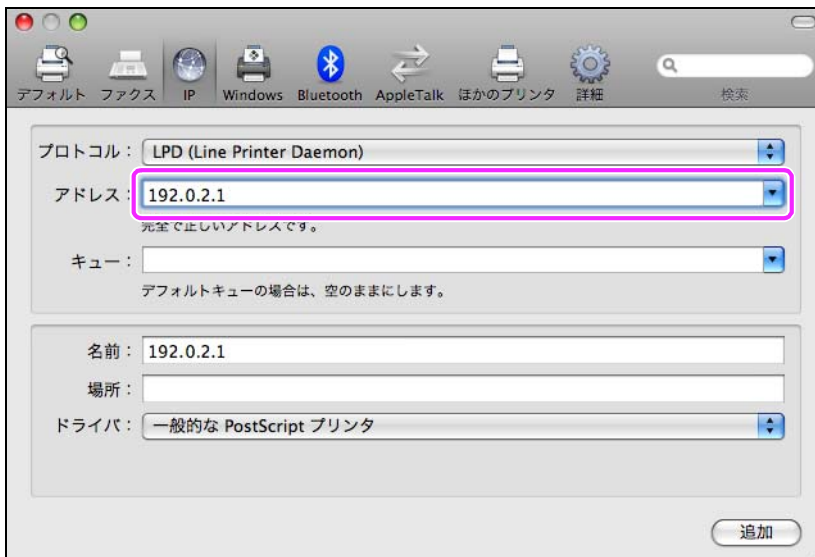 デフォルト ファクス IP Windows Bluetooth AppleTalk ほかのプリンタ 詳細 検索
プロトコル： LPD (Line Printer Daemon)
アドレス： 192.0.2.1
完全で正しいアドレスです。
キュー：
デフォルトキューの場合は、空のままにします。
名前： 192.0.2.1
場所：
ドライバ： 一般的な PostScript プリンタ
追加